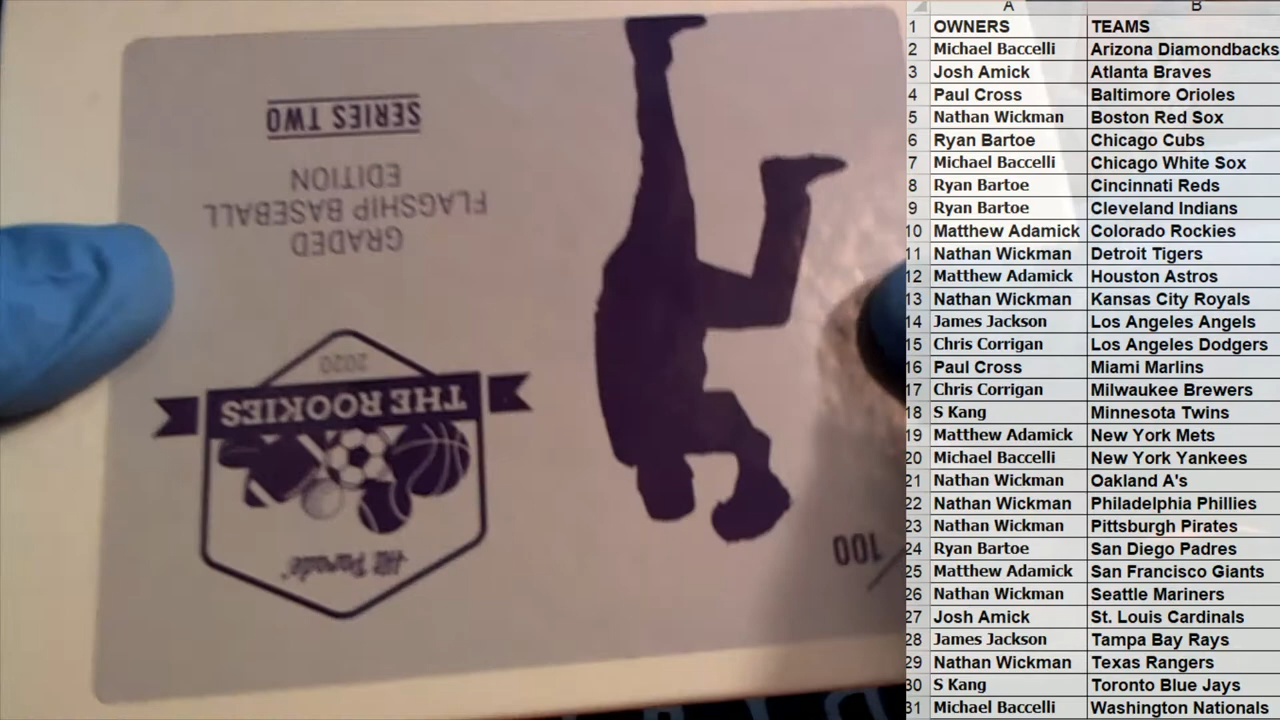 SERIES TWO
GRADED
FLAGSHIP BASEBALL
EDITION
2020
THE ROOKIES
Hit Parade
/100
A B
1 OWNERS TEAMS
2 Michael Baccelli Arizona Diamondbacks
3 Josh Amick Atlanta Braves
4 Paul Cross Baltimore Orioles
5 Nathan Wickman Boston Red Sox
6 Ryan Bartoe Chicago Cubs
7 Michael Baccelli Chicago White Sox
8 Ryan Bartoe Cincinnati Reds
9 Ryan Bartoe Cleveland Indians
10 Matthew Adamick Colorado Rockies
11 Nathan Wickman Detroit Tigers
12 Matthew Adamick Houston Astros
13 Nathan Wickman Kansas City Royals
14 James Jackson Los Angeles Angels
15 Chris Corrigan Los Angeles Dodgers
16 Paul Cross Miami Marlins
17 Chris Corrigan Milwaukee Brewers
18 S Kang Minnesota Twins
19 Matthew Adamick New York Mets
20 Michael Baccelli New York Yankees
21 Nathan Wickman Oakland A's
22 Nathan Wickman Philadelphia Phillies
23 Nathan Wickman Pittsburgh Pirates
24 Ryan Bartoe San Diego Padres
25 Matthew Adamick San Francisco Giants
26 Nathan Wickman Seattle Mariners
27 Josh Amick St. Louis Cardinals
28 James Jackson Tampa Bay Rays
29 Nathan Wickman Texas Rangers
30 S Kang Toronto Blue Jays
31 Michael Baccelli Washington Nationals